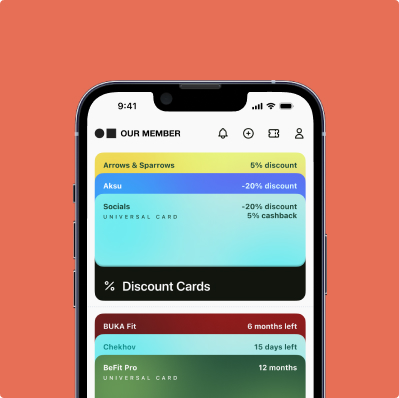 9:41
OUR MEMBER
Arrows & Sparrows 5% discount
Aksu -20% discount
Socials -20% discount
UNIVERSAL CARD 5% cashback
% Discount Cards
BUKA Fit 6 months left
Chekhov 15 days left
BeFit Pro 12 months
UNIVERSAL CARD